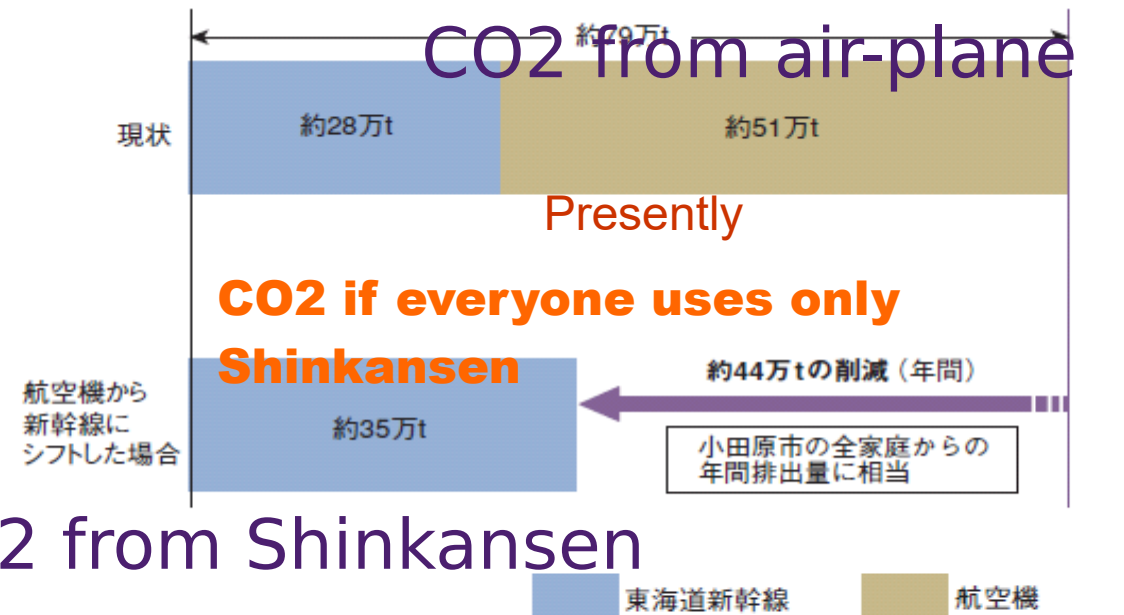 約79万t
CO2 from air-plane
現状
約28万t
約51万t
Presently
CO2 if everyone uses only
Shinkansen
約44万tの削減（年間）
航空機から
新幹線に
シフトした場合
約35万t
小田原市の全家庭からの
年間排出量に相当
2 from Shinkansen
東海道新幹線
航空機